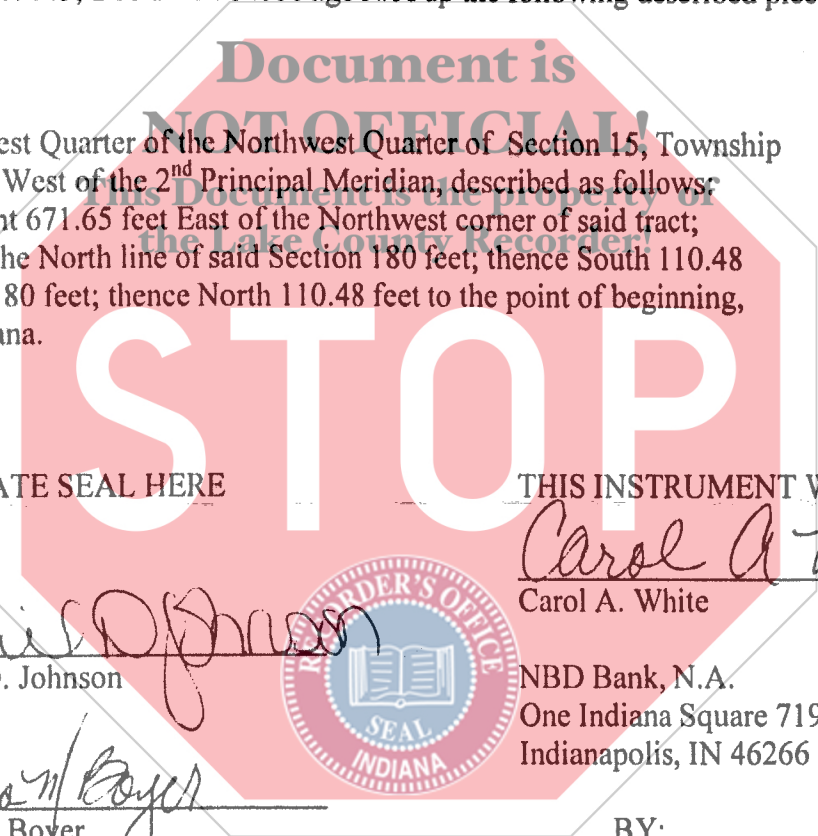 the following described
Document is
NOT OFFICIAL!
est Quarter of the Northwest Quarter of Section 15, Township
West of the 2nd Principal Meridian, described as follows:
This Document is the property of
nt 671.65 feet East of the Northwest corner of said tract;
the Lake County Recorder!
he North line of said Section 180 feet; thence South 110.48
80 feet; thence North 110.48 feet to the point of beginning,
ana.
STOP
ATE SEAL HERE
THIS INSTRUMENT W
Carol A
Carol A. White
D Johnson
. Johnson
RECORDER'S OFFICE
SEAL
INDIANA
NBD Bank, N.A.
One Indiana Square 719
Indianapolis, IN 46266
M Boyer
Boyer
BY: